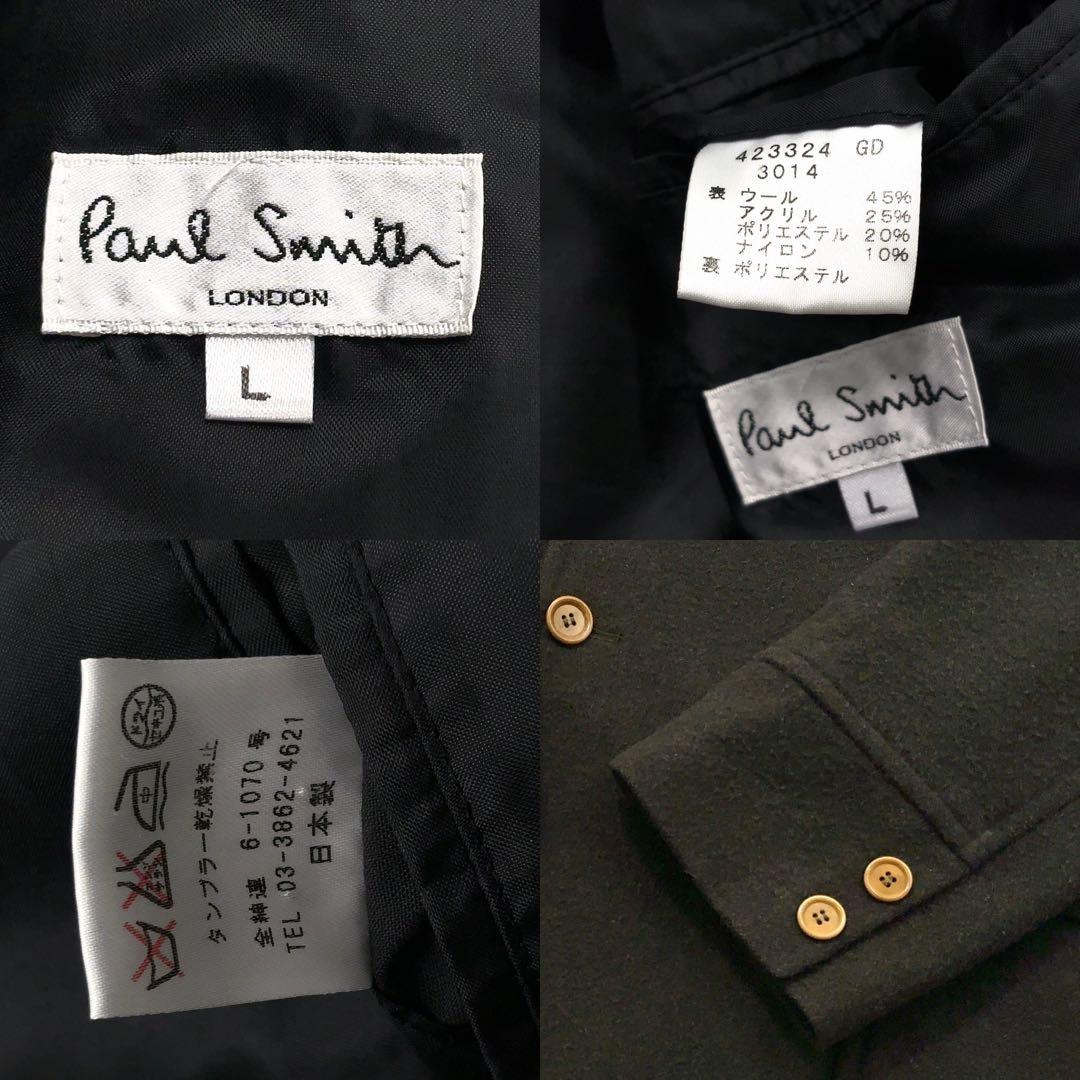 Paul Smith
LONDON
L
423324 GD
3014
表 ウール 45%
アクリル 25%
ポリエステル 20%
ナイロン 10%
裏 ポリエステル
Paul Smith
LONDON
L
中
タンブラー乾燥禁止
全紳連 6-1070号
TEL 03-3862-4621
日本製